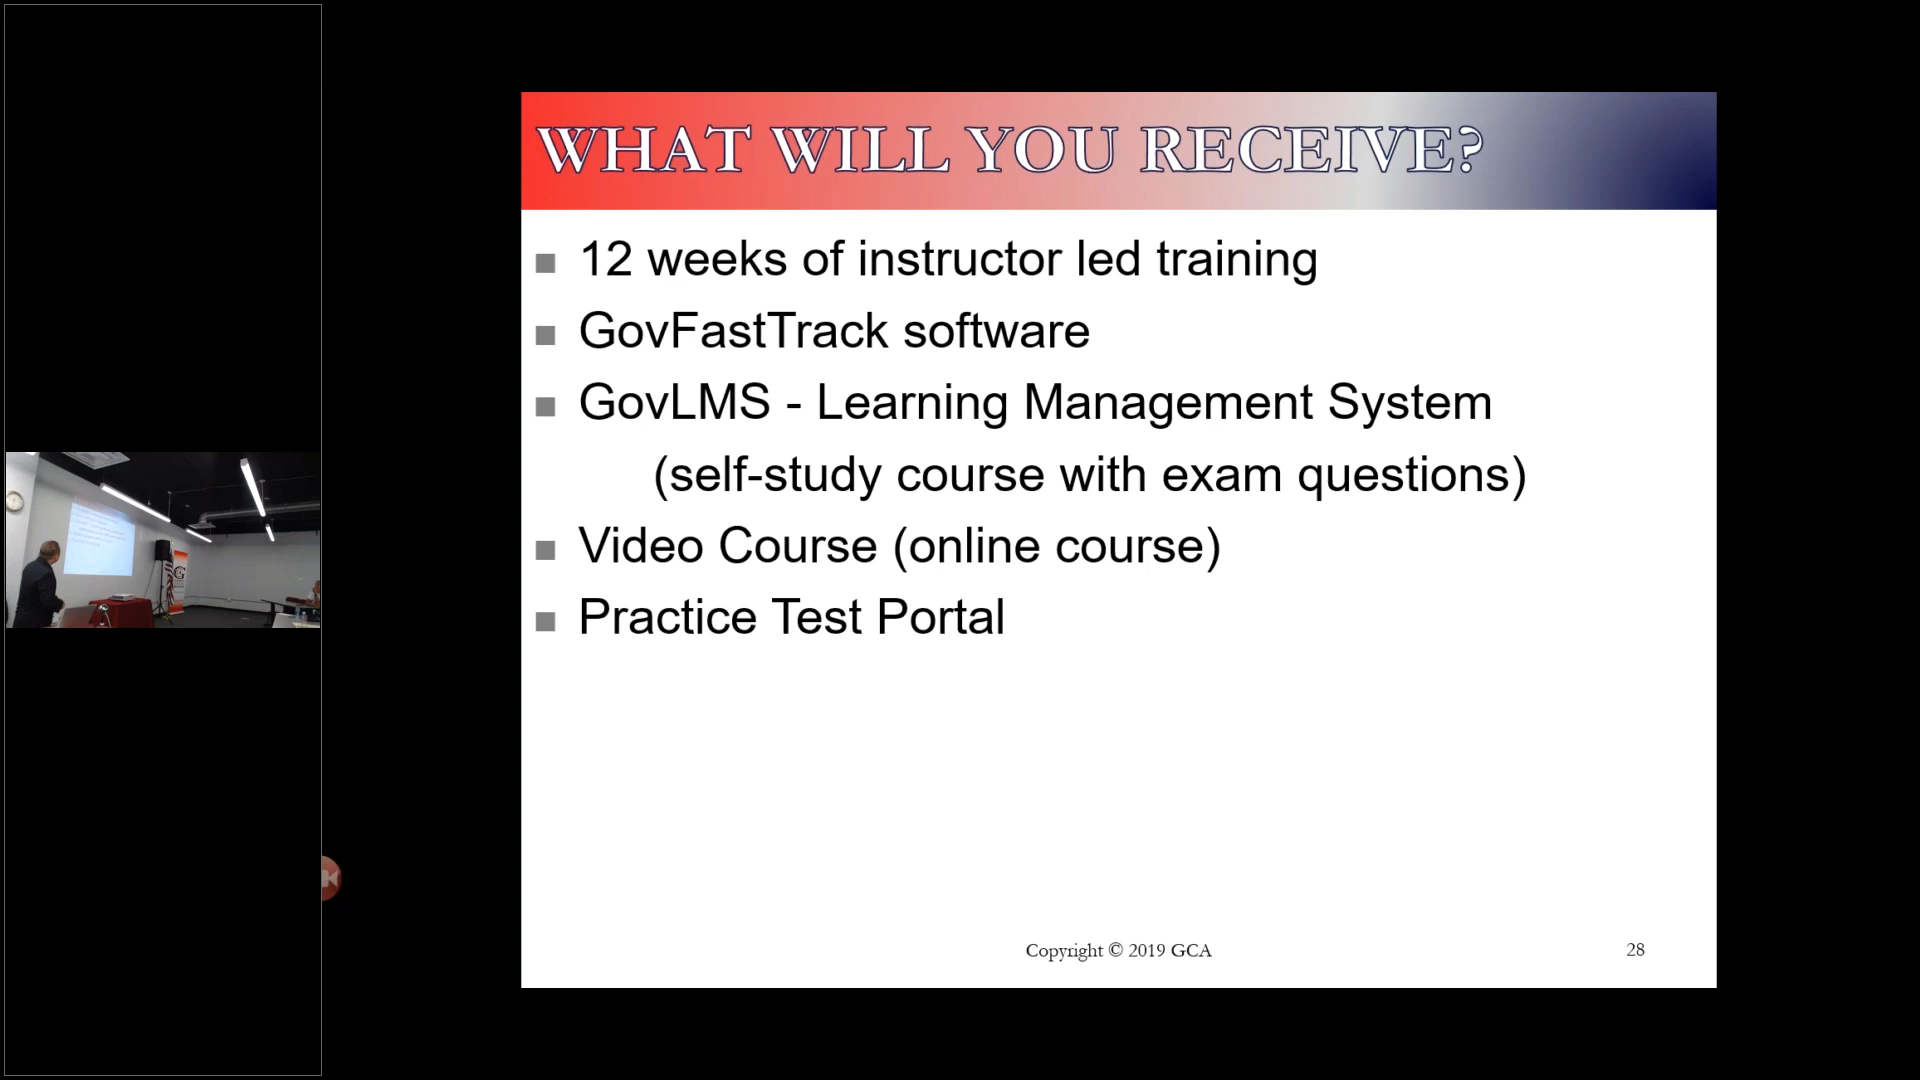 WHAT WILL YOU RECEIVE?
12 weeks of instructor led training
GovFastTrack software
GovLMS - Learning Management System
(self-study course with exam questions)
Video Course (online course)
Practice Test Portal
Copyright © 2019 GCA
28